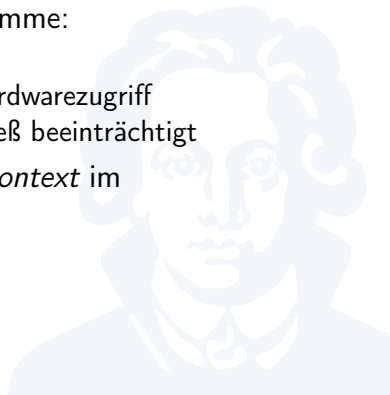 mme:
rdwarezugriff
eß beeinträchtigt
ontext im